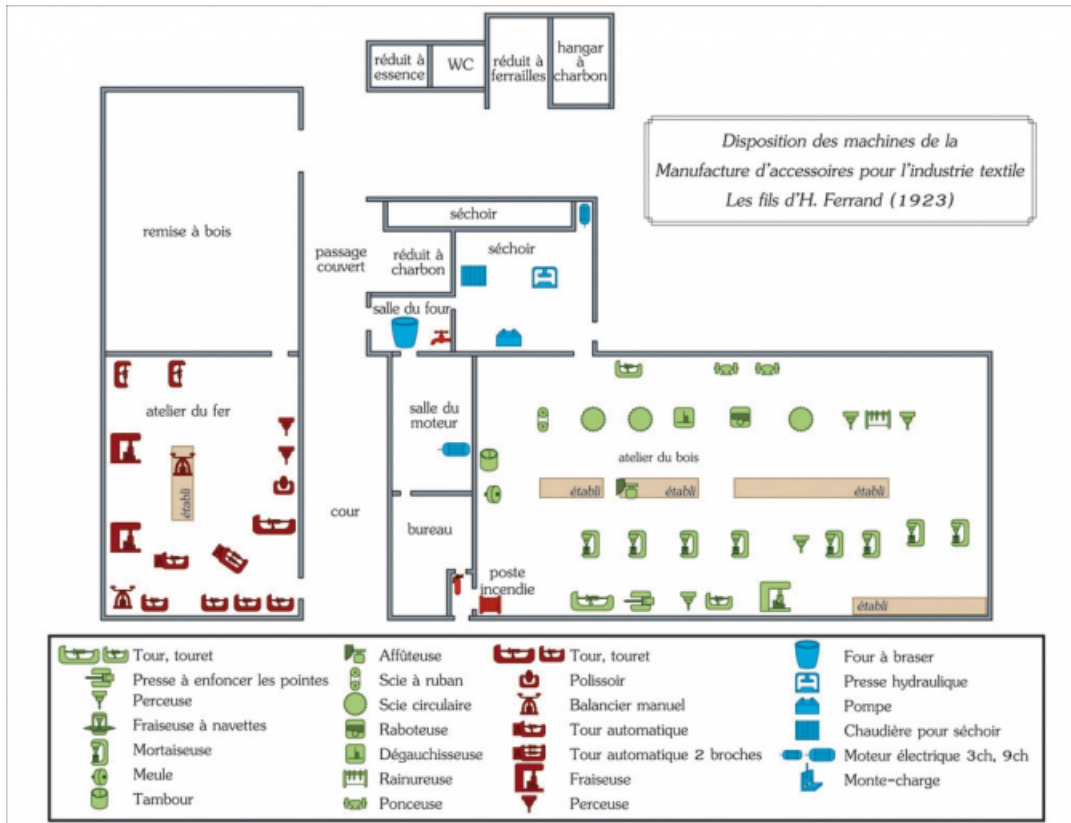 réduit à
essence
WC
réduit à
ferrailles
hangar
à
charbon
Disposition des machines de la
Manufacture d'accessoires pour l'industrie textile
Les fils d'H. Ferrand (1923)
remise à bois
passage
couvert
séchoir
réduit à
charbon
séchoir
salle du four
atelier du fer
établi
cour
salle du
moteur
bureau
poste
incendie
atelier du bois
établi
établi
établi
établi
Tour, touret
Presse à enfoncer les pointes
Perceuse
Fraiseuse à navettes
Mortaiseuse
Meule
Tambour
Affûteuse
Scie à ruban
Scie circulaire
Raboteuse
Dégauchisseuse
Rainureuse
Ponceuse
Tour, touret
Polissoir
Balancier manuel
Tour automatique
Tour automatique 2 broches
Fraiseuse
Perceuse
Four à braser
Presse hydraulique
Pompe
Chaudière pour séchoir
Moteur électrique 3ch, 9ch
Monte-charge